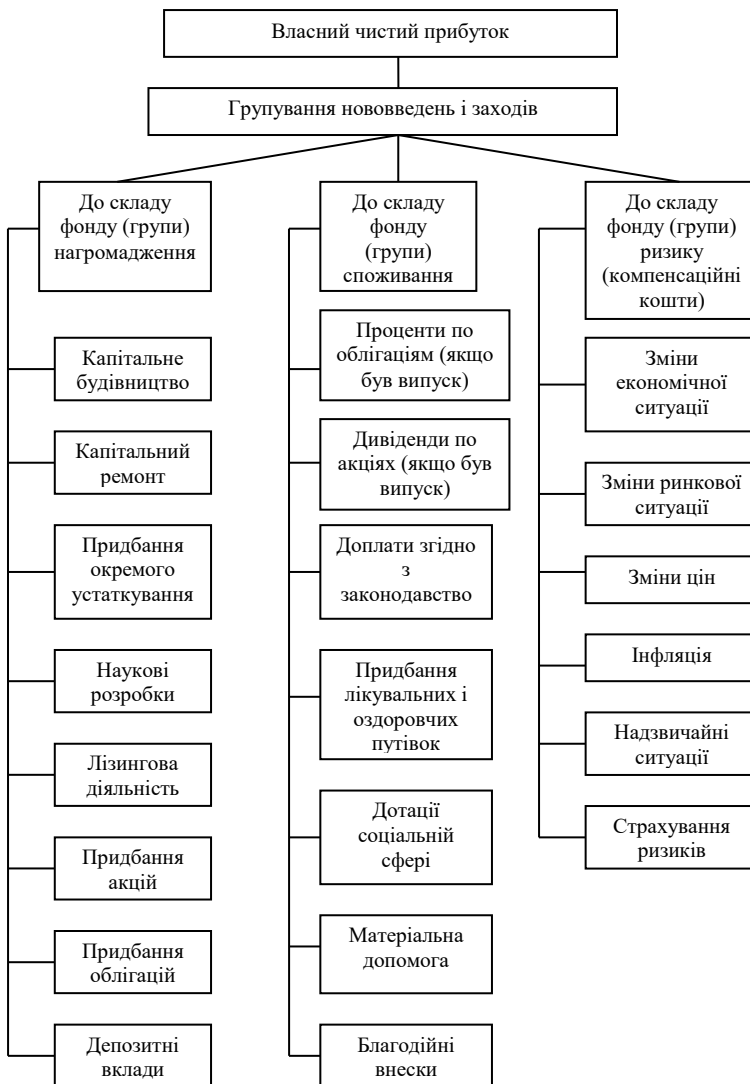 Власний чистий прибуток
Групування нововведень і заходів
До складу
фонду (групи)
нагромадження
Капітальне
будівництво
Капітальний
ремонт
Придбання
окремого
устаткування
Наукові
розробки
Лізингова
діяльність
Придбання
акцій
Придбання
облігацій
Депозитні
вклади
До складу
фонду
(групи)
споживання
Проценти по
облігаціям (якщо
був випуск)
Дивіденди по
акціях (якщо був
випуск)
Доплати згідно
з
законодавство
Придбання
лікувальних і
оздоровчих
путівок
Дотації
соціальній
сфері
Матеріальна
допомога
Благодійні
внески
До складу
фонду (групи)
ризику
(компенсаційні
кошти)
Зміни
економічної
ситуації
Зміни ринкової
ситуації
Зміни цін
Інфляція
Надзвичайні
ситуації
Страхування
ризиків